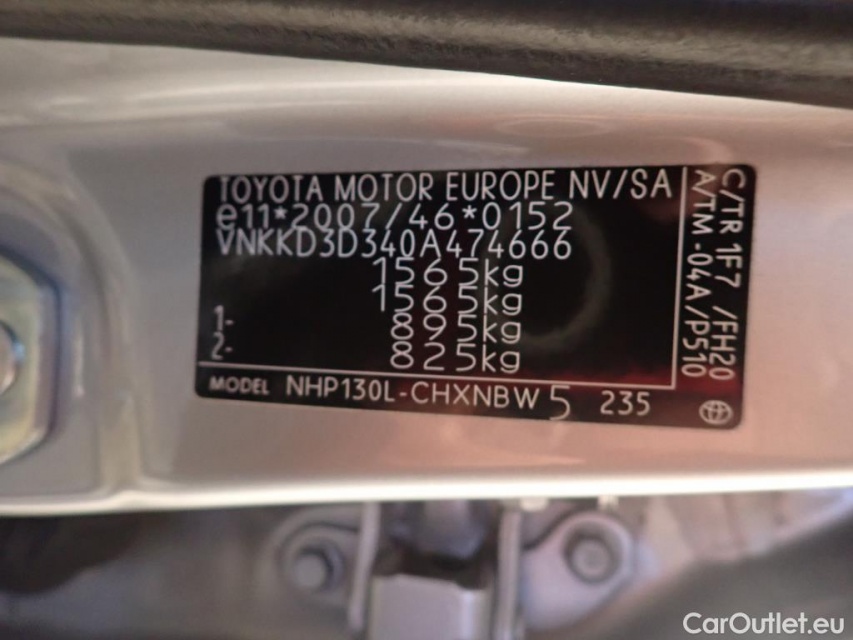 TOYOTA MOTOR EUROPE NV/SA
e11*2007/46*0152
VNKKD3D340A474666
1565kg
1565kg
1- 895kg
2- 825kg
C/TR 1F7 /FH20
A/TM -04A/P510
MODEL NHP130L-CHXNBW 5 235
CarOutlet.eu